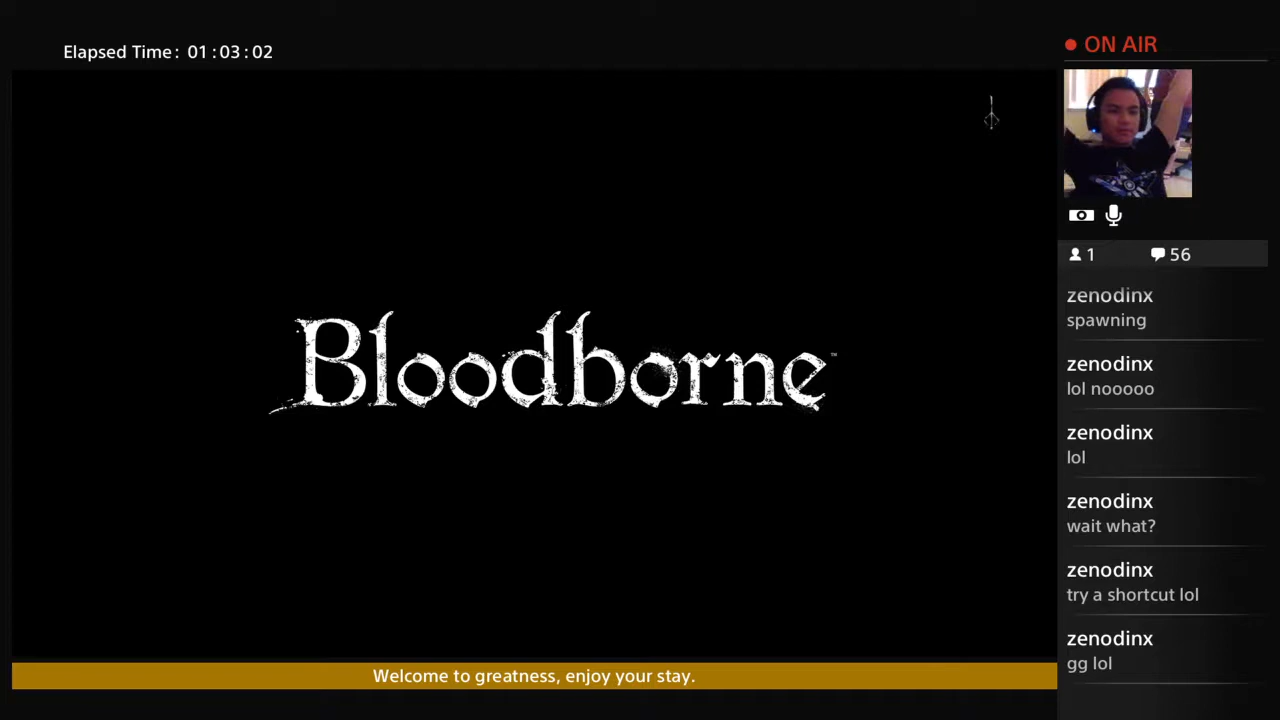 Elapsed Time: 01:03:02
ON AIR
Bloodborne™
1 56
zenodinx
spawning
zenodinx
lol nooooo
zenodinx
lol
zenodinx
wait what?
zenodinx
try a shortcut lol
zenodinx
gg lol
Welcome to greatness, enjoy your stay.